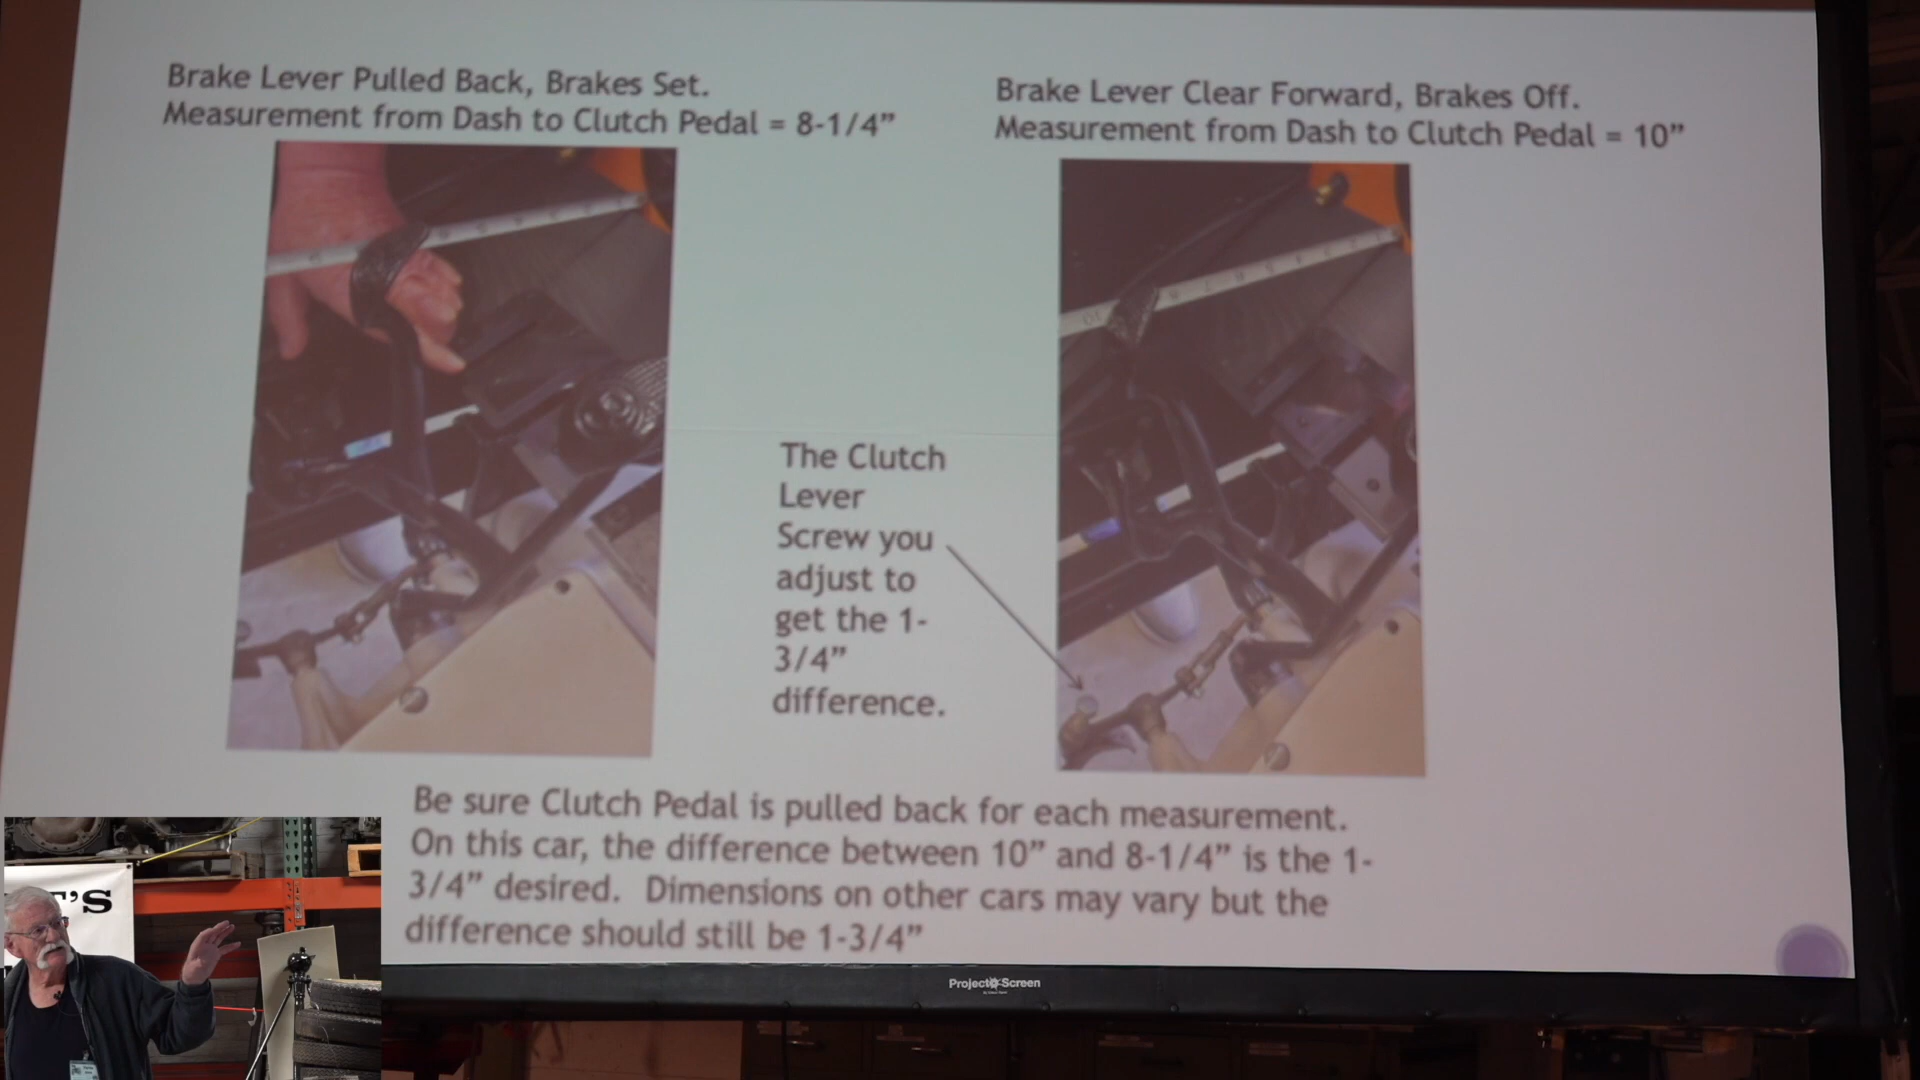 Brake Lever Pulled Back, Brakes Set.
Measurement from Dash to Clutch Pedal = 8-1/4”
Brake Lever Clear Forward, Brakes Off.
Measurement from Dash to Clutch Pedal = 10”
The Clutch
Lever
Screw you
adjust to
get the 1-
3/4”
difference.
Be sure Clutch Pedal is pulled back for each measurement.
On this car, the difference between 10” and 8-1/4” is the 1-
3/4” desired. Dimensions on other cars may vary but the
difference should still be 1-3/4”
Project Screen
'S